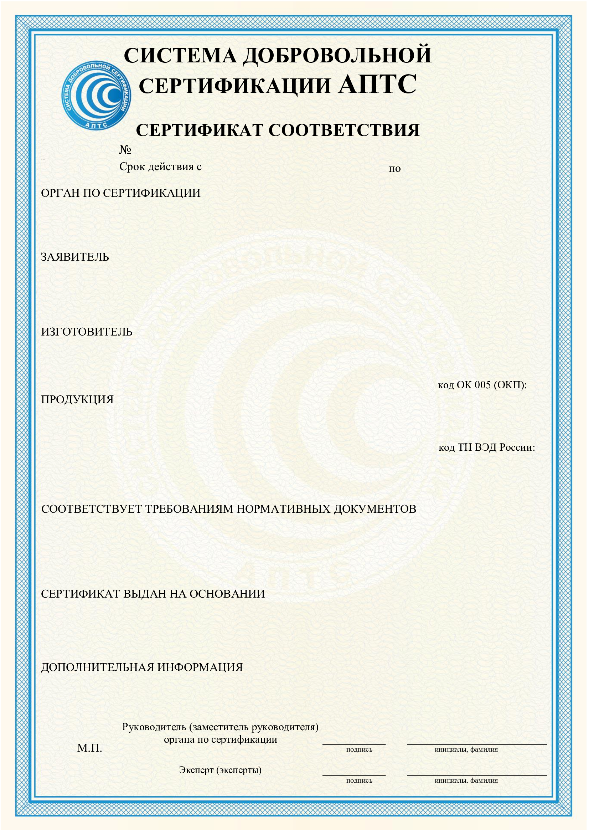 СИСТЕМА ДОБРОВОЛЬНОЙ
СЕРТИФИКАЦИИ АПТС
СИСТЕМА ДОБРОВОЛЬНОЙ СЕРТИФИКАЦИИ
АПТС
СЕРТИФИКАТ СООТВЕТСТВИЯ
№
Срок действия с по
ОРГАН ПО СЕРТИФИКАЦИИ
ЗАЯВИТЕЛЬ
ИЗГОТОВИТЕЛЬ
код ОК 005 (ОКП):
ПРОДУКЦИЯ
код ТН ВЭД России:
СООТВЕТСТВУЕТ ТРЕБОВАНИЯМ НОРМАТИВНЫХ ДОКУМЕНТОВ
АПТС
СЕРТИФИКАТ ВЫДАН НА ОСНОВАНИИ
ДОПОЛНИТЕЛЬНАЯ ИНФОРМАЦИЯ
Руководитель (заместитель руководителя)
органа по сертификации
М.П.
подпись инициалы, фамилия
Эксперт (эксперты)
подпись инициалы, фамилия